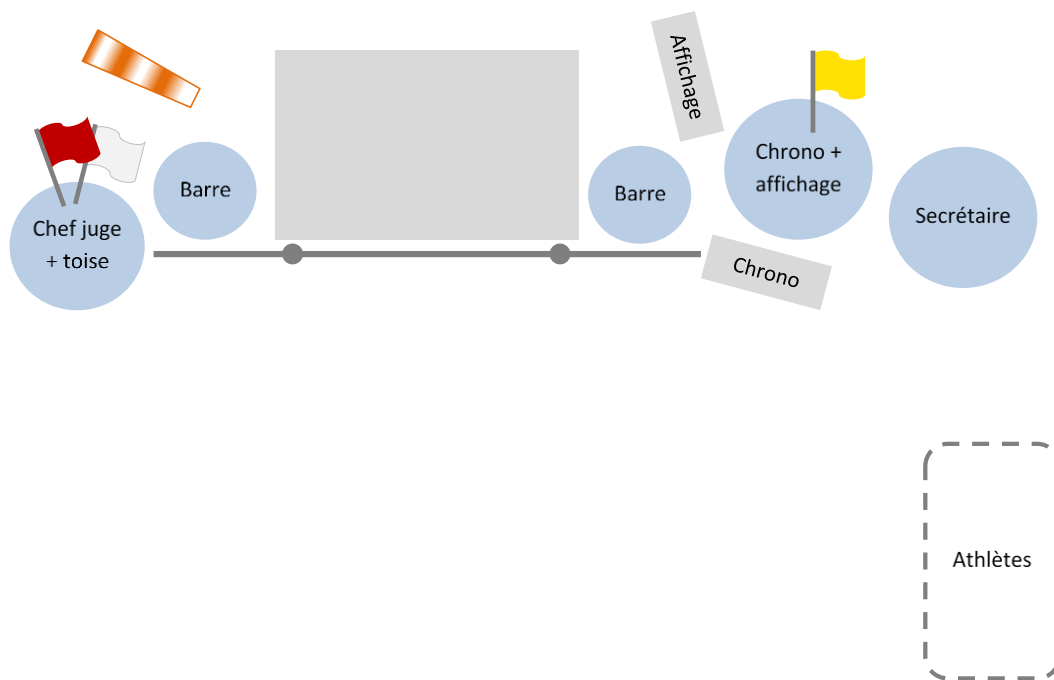 Affichage
Chrono +
affichage
Barre
Barre
Secrétaire
Chef juge
+ toise
Chrono
Athlètes